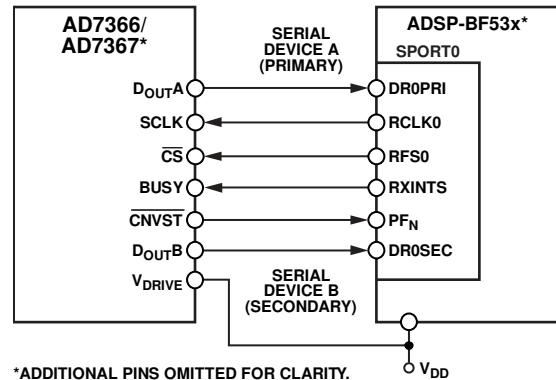 AD7366/
AD7367*
SERIAL
DEVICE A
(PRIMARY)
ADSP-BF53x*
SPORT0
DOUTA
DR0PRI
SCLK
RCLK0
CS
RFS0
BUSY
RXINTS
CNVST
PFN
DOUTB
DR0SEC
VDRIVE
SERIAL
DEVICE B
(SECONDARY)
VDD
*ADDITIONAL PINS OMITTED FOR CLARITY.